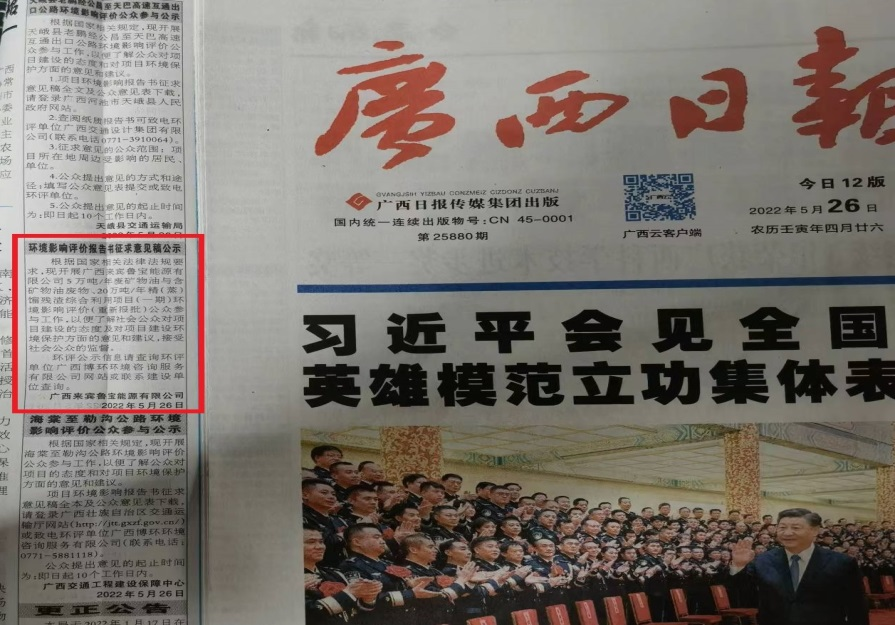 出口公路环境影响评价公众参与公示
根据国家相关规定,现开展
天峨县老鹏经公昌至天巴高速
互通出口公路环境影响评价公
众参与工作,以便了解公众对项
目建设的态度和对项目环境保
护方面的意见和建议。
1.项目环境影响报告书征求
意见稿全文及公众意见表下载,
请登录广西河池市天峨县人民
政府网站。
2.查阅纸质报告书可致电环
评单位广西交通设计集团有限
公司(联系电话0771-3910064)。
3.征求意见的公众范围:项
目所在地周边受影响的居民、
单位。
4.公众提出意见的方式和途
径:填写公众意见表提交或致电
环评单位。
5.公众提出意见的起止时间
为:即日起10个工作日内。
天峨县交通运输局
环境影响评价报告书征求意见稿公示
根据国家相关法律法规要
求,现开展广西来宾鲁宝能源有
限公司5万吨/年废矿物油与含
矿物油废物、20万吨/年精(蒸)
馏残渣综合利用项目(一期)环
境影响评价(重新报批)公众参
与工作,以便了解社会公众对项
目建设的态度及对项目建设环
境保护方面的意见和建议,接受
社会公众的监督。
环评公示信息请查询环评
单位广西博环环境咨询服务
有限公司网站或联系建设单
位查询。
广西来宾鲁宝能源有限公司
2022年5月26日
海棠至勒沟公路环境
影响评价公众参与公示
根据国家相关规定,现开展
海棠至勒沟公路环境影响评价
公众参与工作,以便了解公众对
项目的态度和对项目环境保护
方面的意见和建议。
项目环境影响报告书征求
意见稿全本及公众意见表下载,
请登录广西壮族自治区交通运
输厅网站(http://jtt.gxzf.gov.cn/)
或致电环评单位广西博环环境
咨询服务有限公司(联系电话:
0771-5881118)。
公众提出意见的起止时间
为:即日起10个工作日内。
广西交通工程建设保障中心
2022年5月26日
更正公告
廣西日報
GVANGJSIH YIZBAU CONZMEIZ CIZDONZ CUZBANJ
广西日报传媒集团出版
国内统一连续出版物号:CN 45-0001
第25880期
广西云
广西云客户端
今日12版
2022年5月26日
农历壬寅年四月廿六
习近平会见全国
英雄模范立功集体表